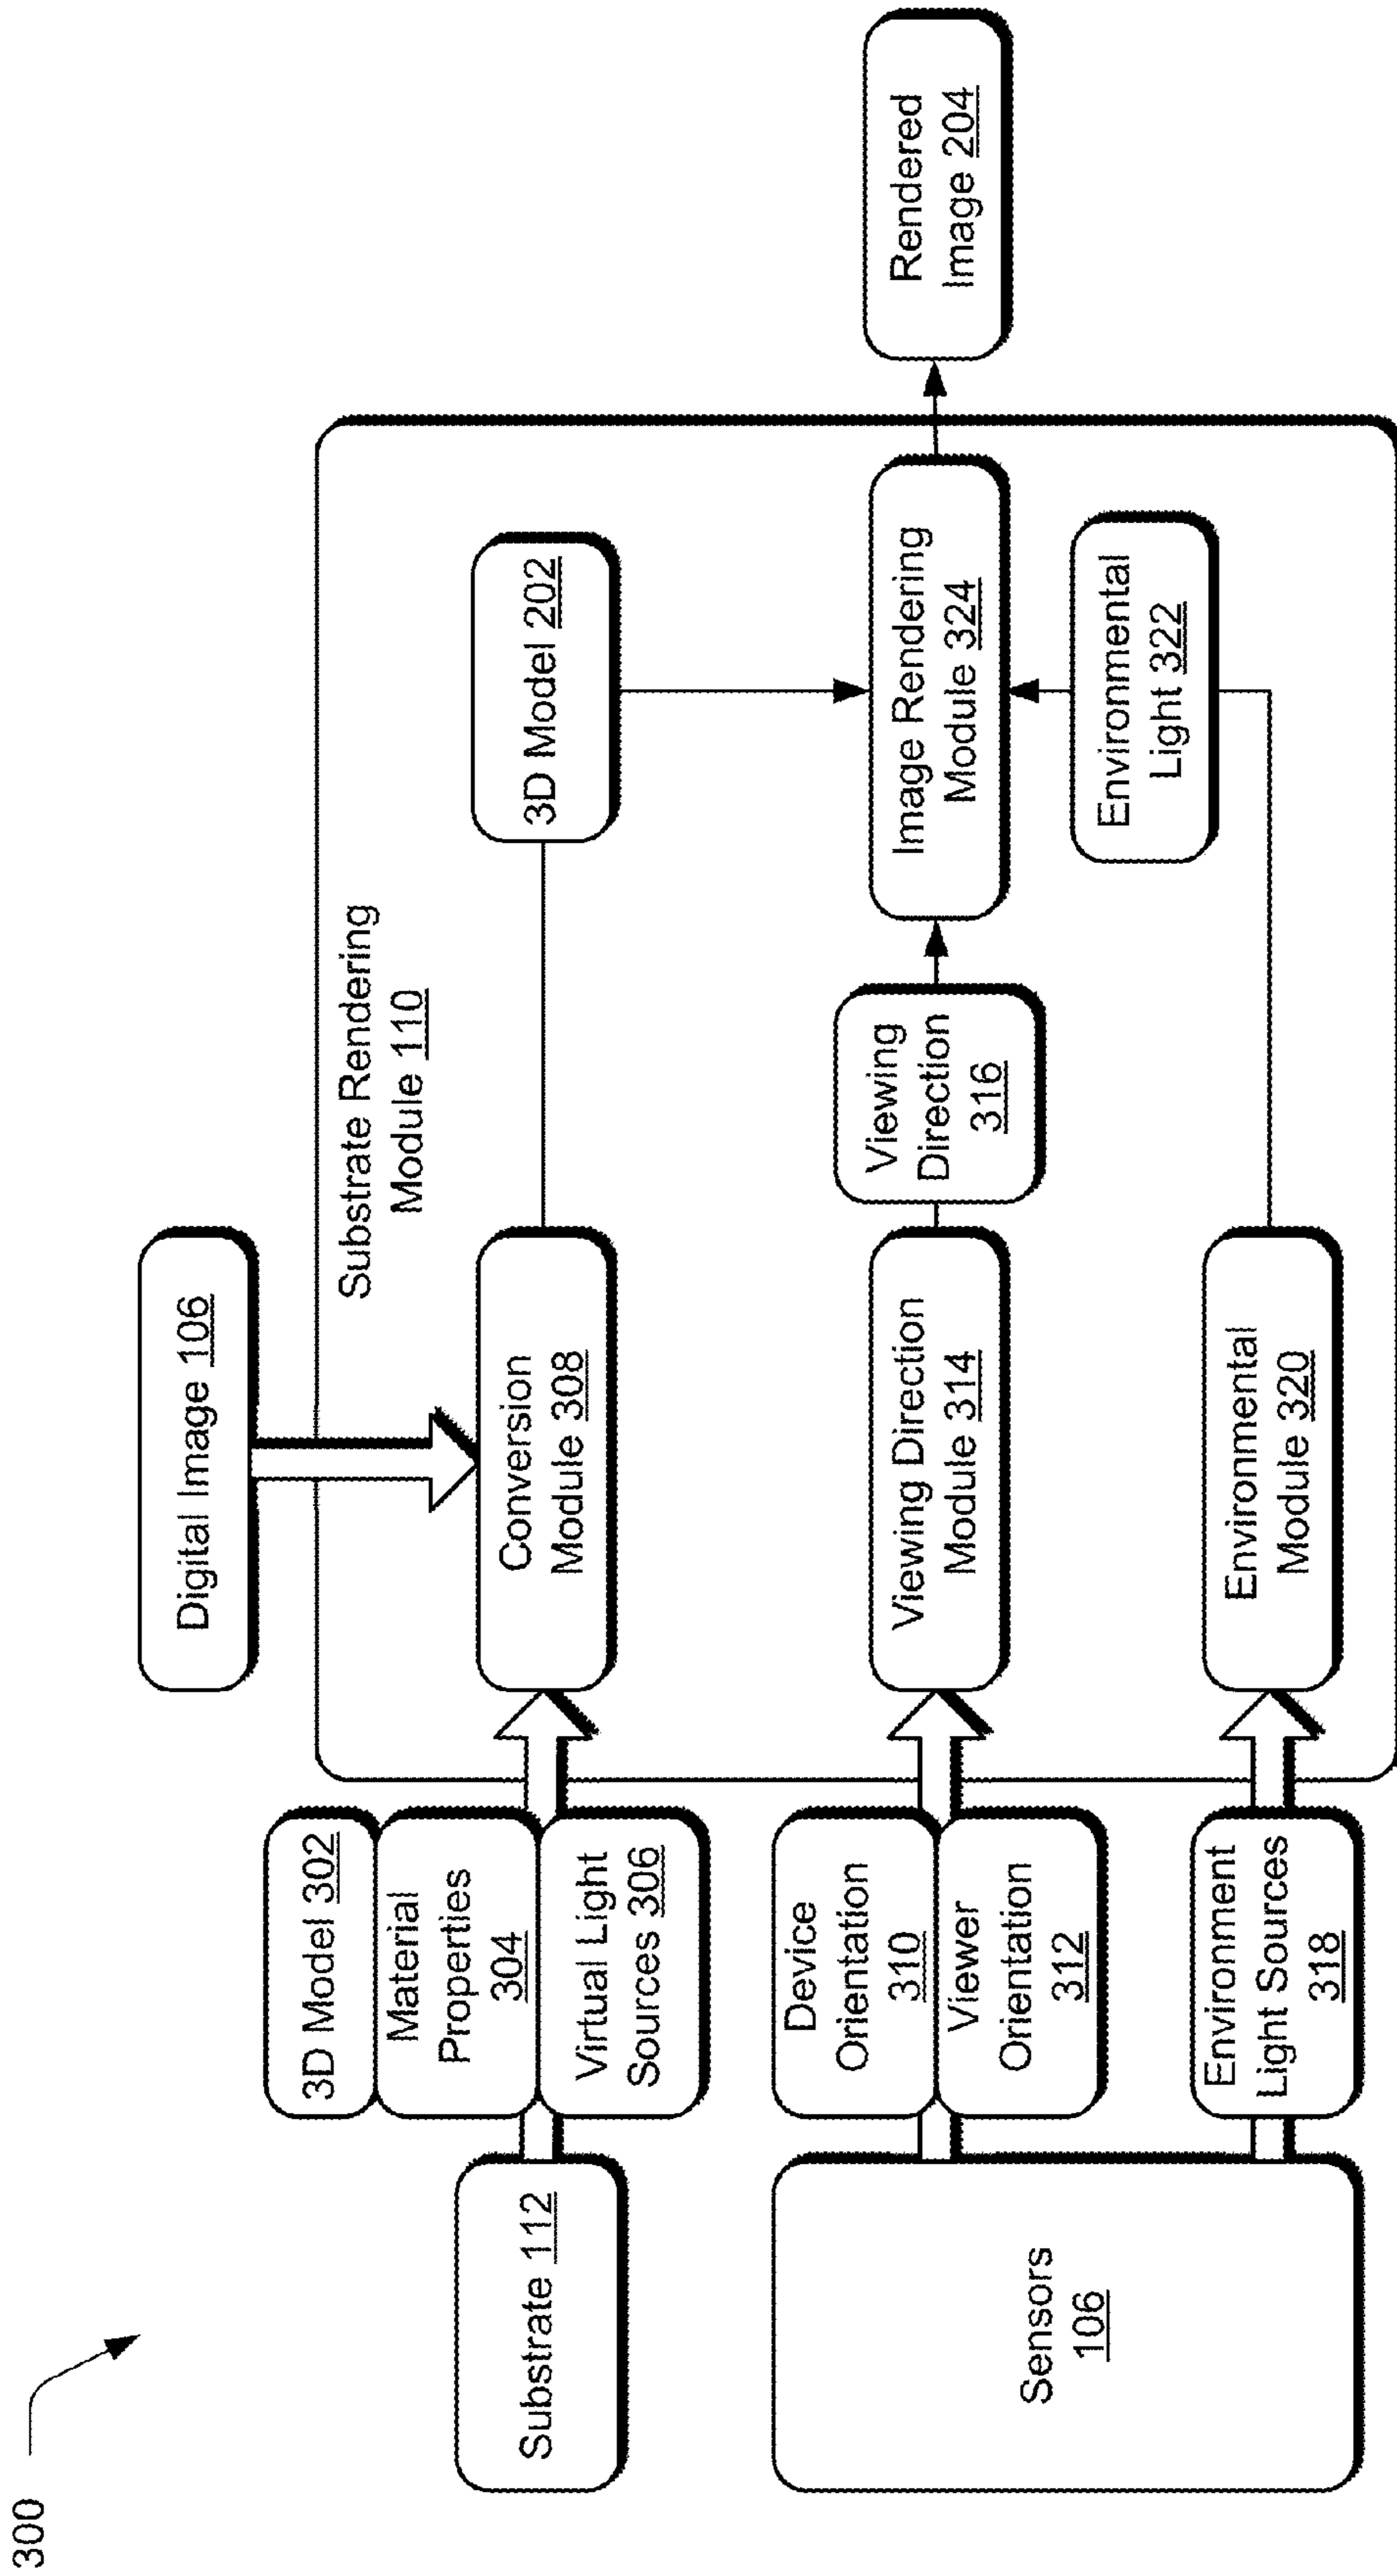 300
Digital Image 106
Substrate 112
3D Model 302
Material
Properties
304
Virtual Light
Sources 306
Substrate Rendering
Module 110
Conversion
Module 308
3D Model 202
Sensors
106
Device
Orientation
310
Viewer
Orientation
312
Viewing Direction
Module 314
Viewing
Direction
316
Image Rendering
Module 324
Rendered
Image 204
Environment
Light Sources
318
Environmental
Module 320
Environmental
Light 322